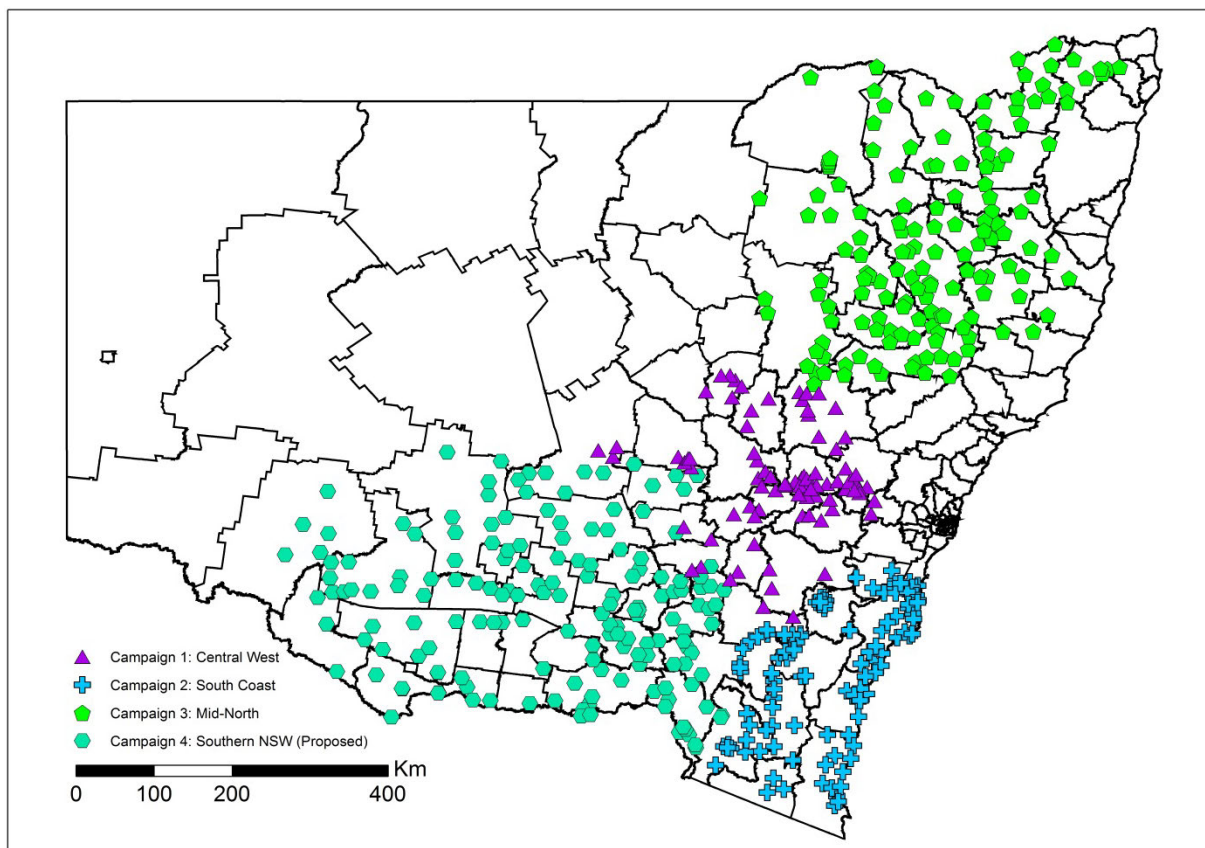 Campaign 1: Central West
Campaign 2: South Coast
Campaign 3: Mid-North
Campaign 4: Southern NSW (Proposed)
Km
0 100 200 400